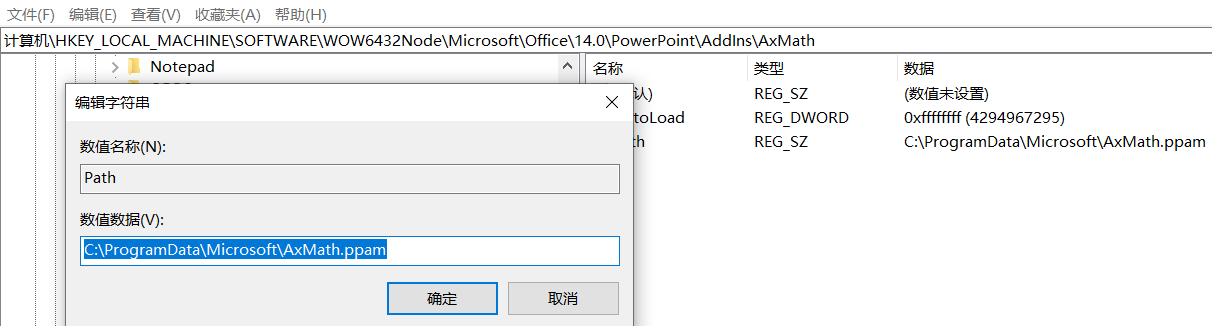 文件(F) 编辑(E) 查看(V) 收藏夹(A) 帮助(H)
计算机\HKEY_LOCAL_MACHINE\SOFTWARE\WOW6432Node\Microsoft\Office\14.0\PowerPoint\AddIns\AxMath
Notepad
名称 类型 数据
认) REG_SZ (数值未设置)
toLoad REG_DWORD 0xffffffff (4294967295)
th REG_SZ C:\ProgramData\Microsoft\AxMath.ppam
编辑字符串
数值名称(N):
Path
数值数据(V):
C:\ProgramData\Microsoft\AxMath.ppam
确定 取消